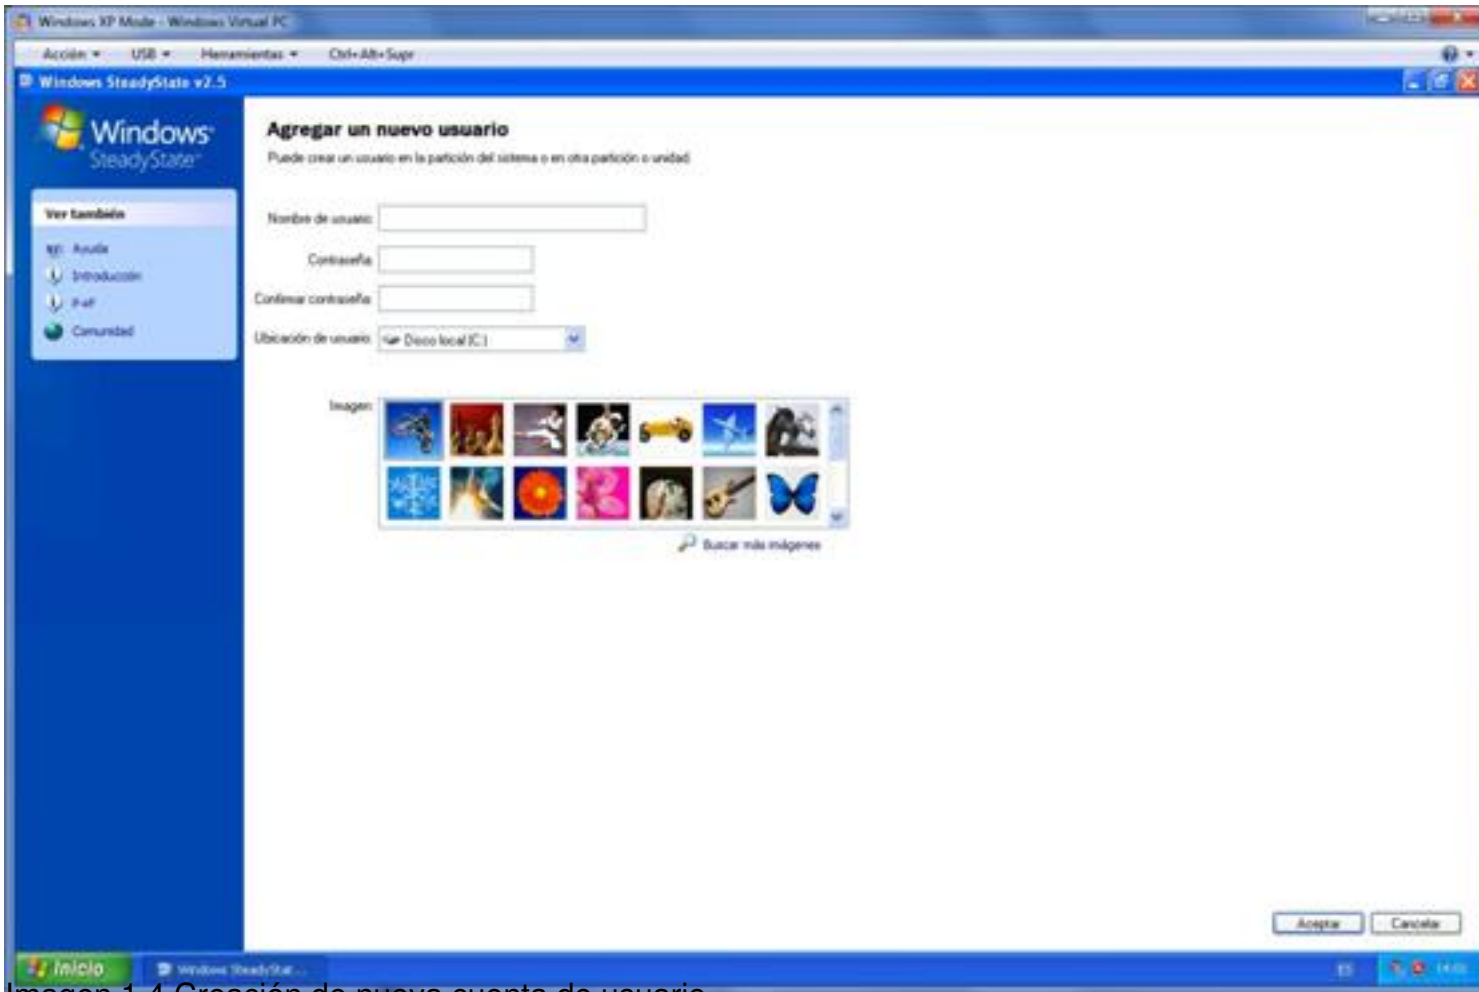 Windows XP Mode - Windows Virtual PC
Acción USB Herramientas Ctrl+Alt+Supr
Windows SteadyState v2.5
Windows
SteadyState
Ver también
Ayuda
Introducción
P+F
Comunidad
Agregar un nuevo usuario
Puede crear un usuario en la partición del sistema o en otra partición o unidad
Nombre de usuario:
Contraseña:
Confirmar contraseña:
Ubicación de usuario: Disco local (C:)
Imagen:
Buscar más imágenes
Aceptar Cancelar
Inicio Windows SteadyStat... ES
Imagen 1.4 Creación de nueva cuenta de usuario